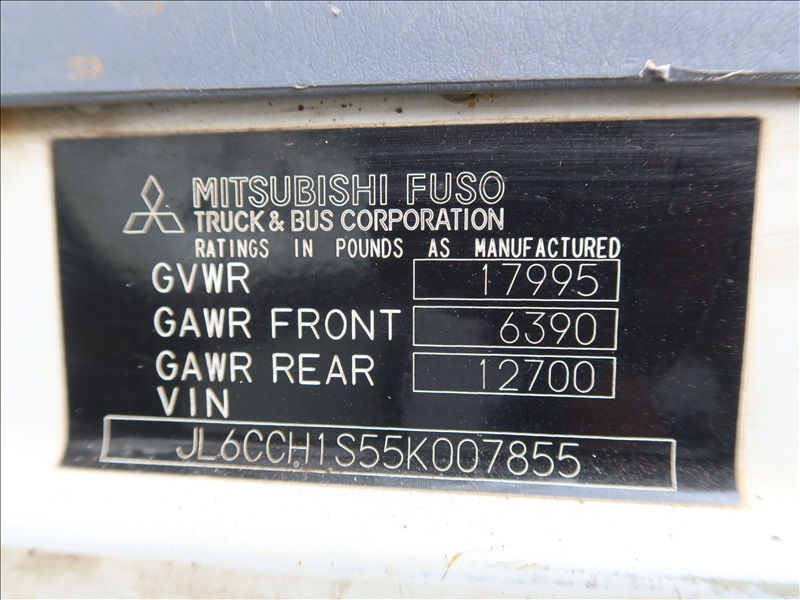 MITSUBISHI FUSO
TRUCK & BUS CORPORATION
RATINGS IN POUNDS AS MANUFACTURED
GVWR 17995
GAWR FRONT 6390
GAWR REAR 12700
VIN
JL6CCH1S55K007855